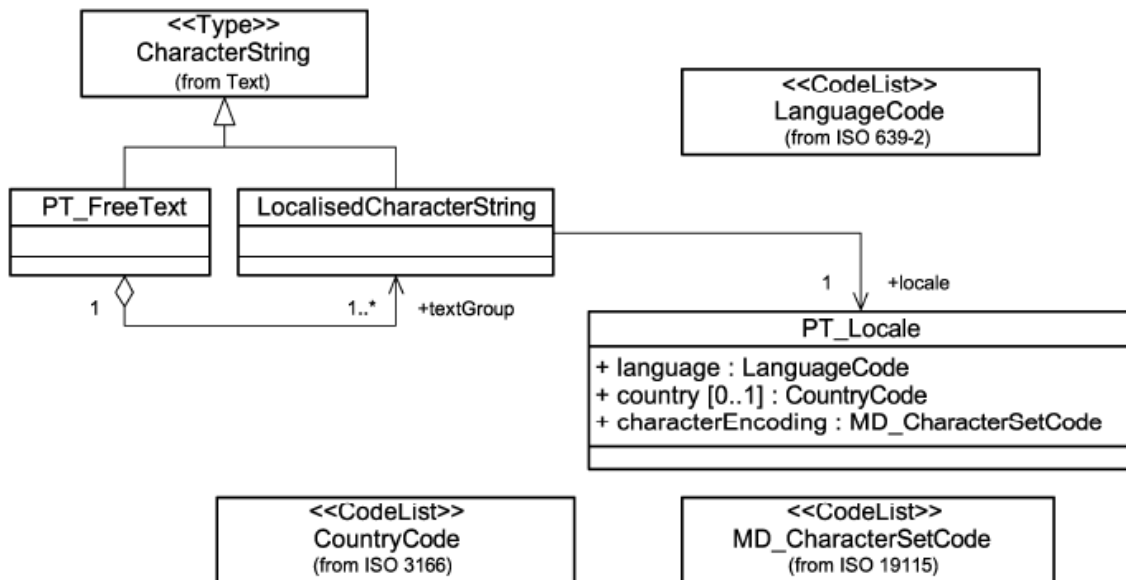 <<Type>>
CharacterString
(from Text)
<<CodeList>>
LanguageCode
(from ISO 639-2)
PT_FreeText
LocalisedCharacterString
1
1..*
+textGroup
1
+locale
PT_Locale
+ language : LanguageCode
+ country [0..1] : CountryCode
+ characterEncoding : MD_CharacterSetCode
<<CodeList>>
CountryCode
(from ISO 3166)
<<CodeList>>
MD_CharacterSetCode
(from ISO 19115)